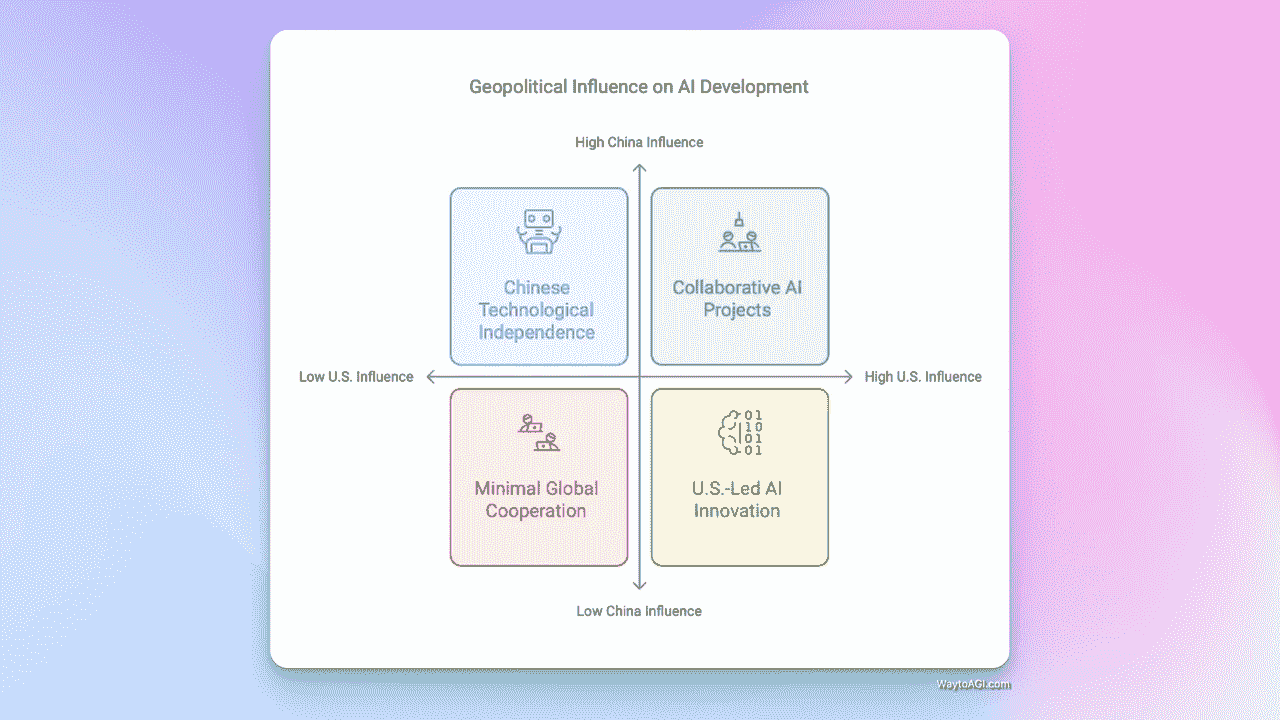 Geopolitical Influence on AI Development
High China Influence
Chinese
Technological
Independence
Collaborative AI
Projects
Low U.S. Influence
High U.S. Influence
01
10
01
01
Minimal Global
Cooperation
U.S.-Led AI
Innovation
Low China Influence
WaytoAGI.com